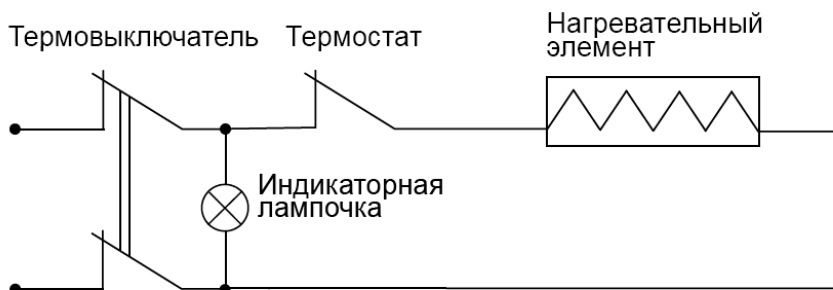 Термовыключатель
Термостат
Нагревательный
элемент
Индикаторная
лампочка